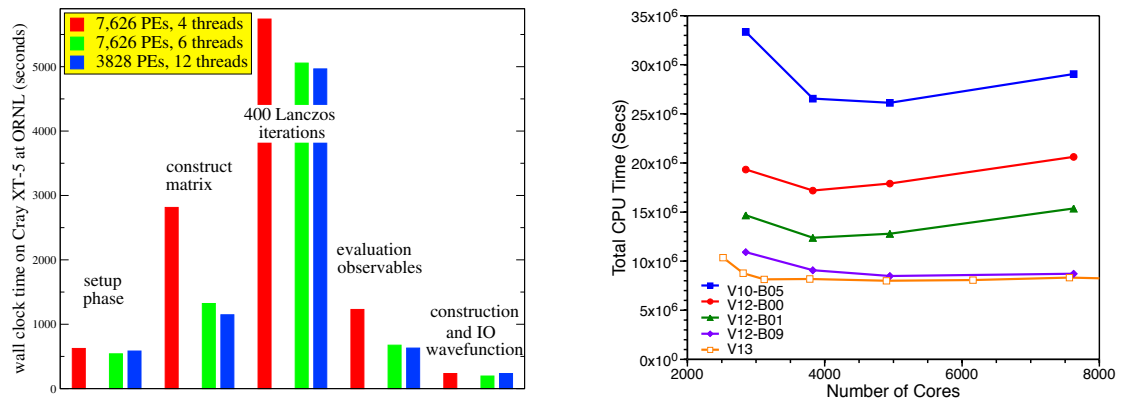 wall clock time on Cray XT-5 at ORNL (seconds)
7,626 PEs, 4 threads
7,626 PEs, 6 threads
3828 PEs, 12 threads
5000
4000
3000
2000
1000
0
setup
phase
construct
matrix
400 Lanczos
iterations
evaluation
observables
construction
and IO
wavefunction
Total CPU Time (Secs)
35x10⁶
30x10⁶
25x10⁶
20x10⁶
15x10⁶
10x10⁶
5x10⁶
0x10⁰
V10-B05
V12-B00
V12-B01
V12-B09
V13
2000 4000 6000 8000
Number of Cores